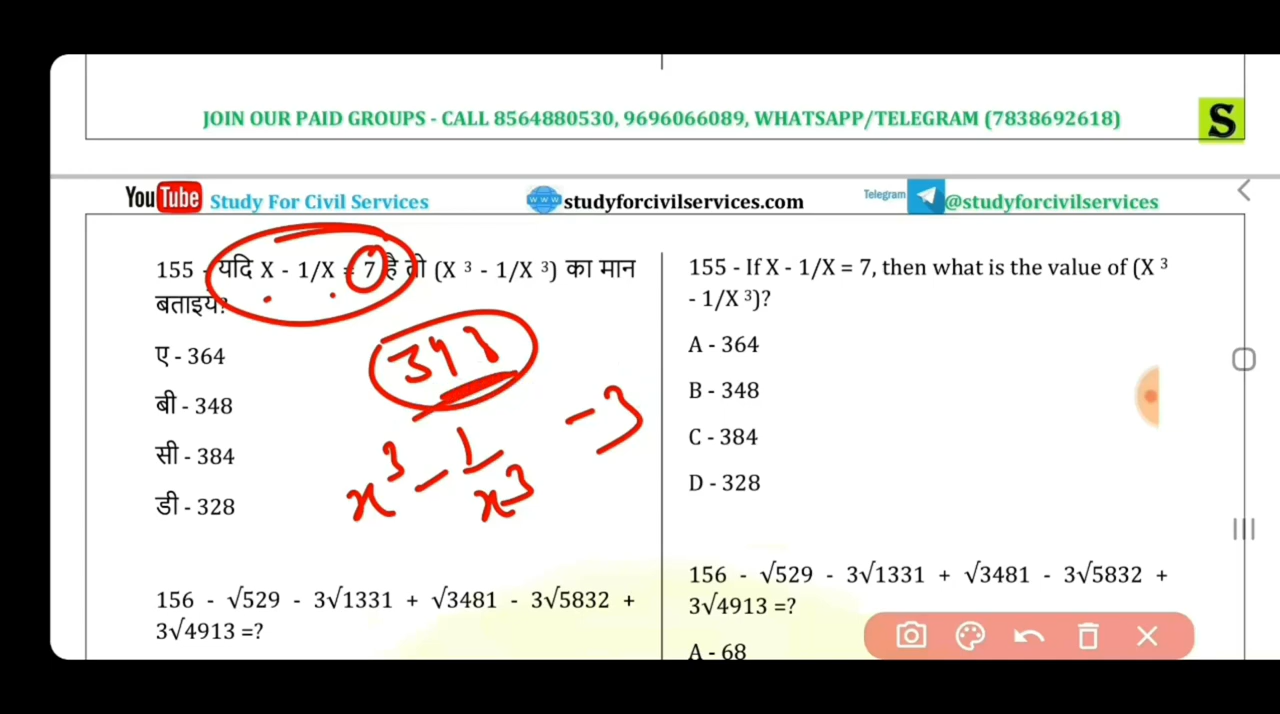 JOIN OUR PAID GROUPS - CALL 8564880530, 9696066089, WHATSAPP/TELEGRAM (7838692618)
S
YouTube Study For Civil Services www studyforcivilservices.com Telegram @studyforcivilservices
155 - यदि X - 1/X = 7 है तो (X ³ - 1/X ³) का मान
बताइये?
ए - 364
बी - 348
सी - 384
डी - 328
343
x³ - 1/x³ - 3
156 - √529 - 3√1331 + √3481 - 3√5832 +
3√4913 =?
155 - If X - 1/X = 7, then what is the value of (X ³
- 1/X ³)?
A - 364
B - 348
C - 384
D - 328
156 - √529 - 3√1331 + √3481 - 3√5832 +
3√4913 =?
A - 68